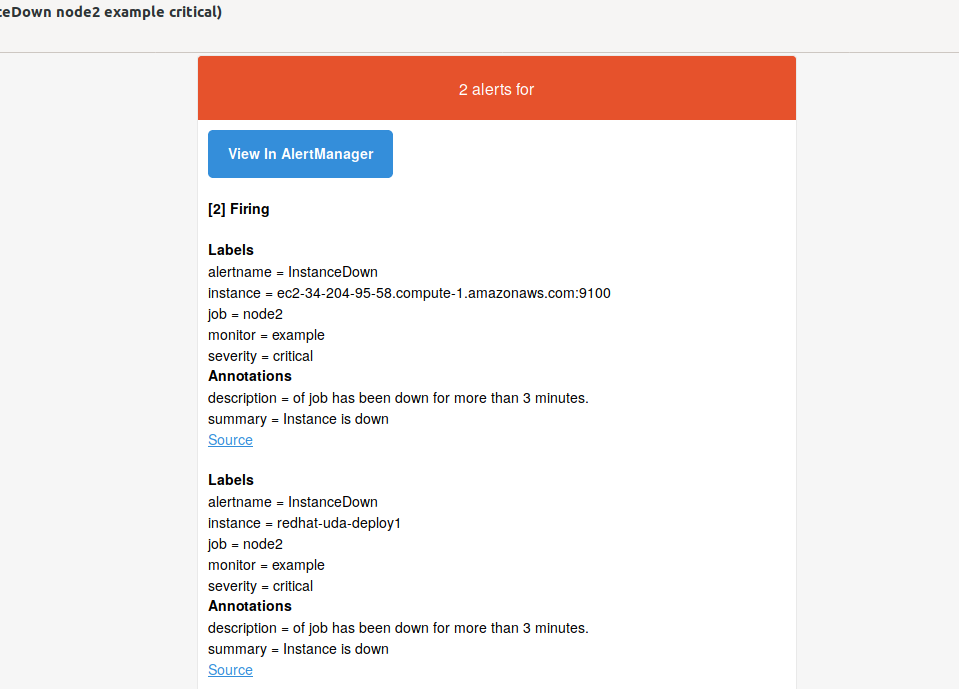 ceDown node2 example critical)
2 alerts for
View In AlertManager
[2] Firing
Labels
alertname = InstanceDown
instance = ec2-34-204-95-58.compute-1.amazonaws.com:9100
job = node2
monitor = example
severity = critical
Annotations
description = of job has been down for more than 3 minutes.
summary = Instance is down
Source
Labels
alertname = InstanceDown
instance = redhat-uda-deploy1
job = node2
monitor = example
severity = critical
Annotations
description = of job has been down for more than 3 minutes.
summary = Instance is down
Source